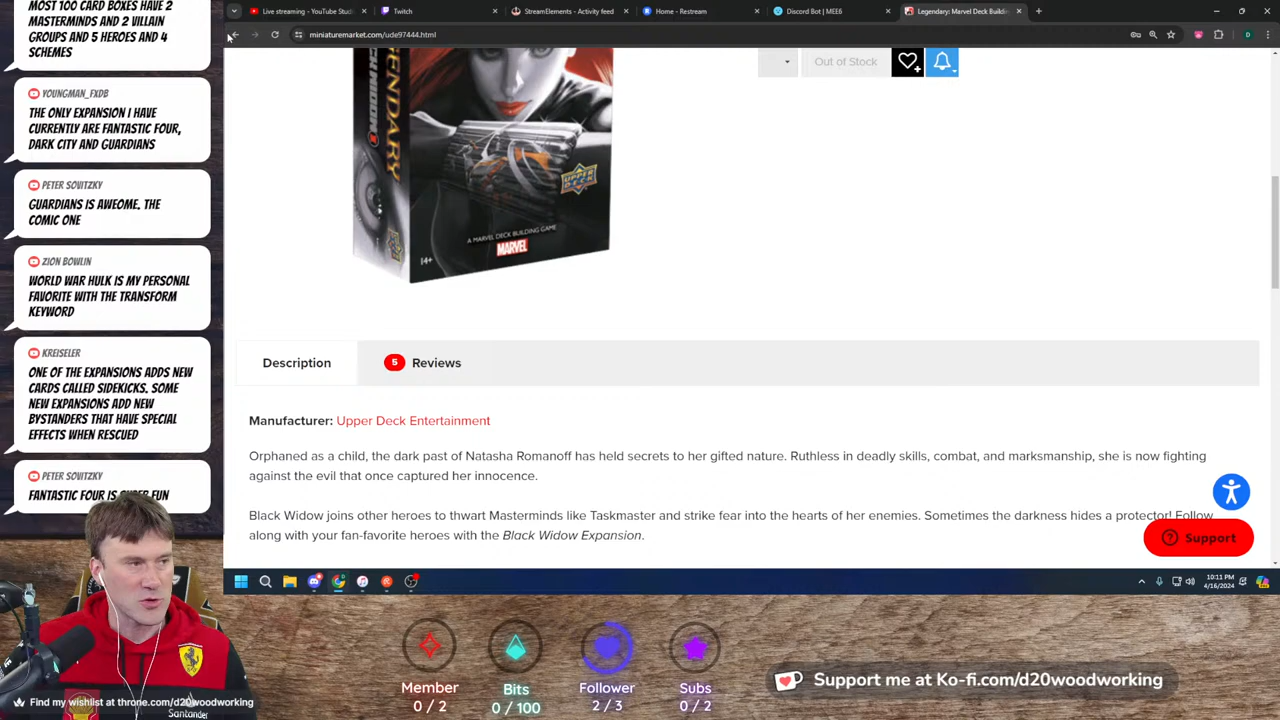 MOST 100 CARD BOXES HAVE 2
MASTERMINDS AND 2 VILLAIN
GROUPS AND 5 HEROES AND 4
SCHEMES
YOUNGMAN_FXDB
THE ONLY EXPANSION I HAVE
CURRENTLY ARE FANTASTIC FOUR,
DARK CITY AND GUARDIANS
PETER SOVITZKY
GUARDIANS IS AWEOME. THE
COMIC ONE
ZION BOWLIN
WORLD WAR HULK IS MY PERSONAL
FAVORITE WITH THE TRANSFORM
KEYWORD
KREISELER
ONE OF THE EXPANSIONS ADDS NEW
CARDS CALLED SIDEKICKS. SOME
NEW EXPANSIONS ADD NEW
BYSTANDERS THAT HAVE SPECIAL
EFFECTS WHEN RESCUED
PETER SOVITZKY
FANTASTIC FOUR IS SUPER FUN
Live streaming - YouTube Stud
Twitch
StreamElements - Activity feed
Home - Restream
Discord Bot | MEE6
Legendary: Marvel Deck Buildi
miniaturemarket.com/ude97444.html
Out of Stock
UPPER DECK
A MARVEL DECK BUILDING GAME
MARVEL
14+
Description
5 Reviews
Manufacturer: Upper Deck Entertainment
Orphaned as a child, the dark past of Natasha Romanoff has held secrets to her gifted nature. Ruthless in deadly skills, combat, and marksmanship, she is now fighting
against the evil that once captured her innocence.
Black Widow joins other heroes to thwart Masterminds like Taskmaster and strike fear into the hearts of her enemies. Sometimes the darkness hides a protector! Follow
along with your fan-favorite heroes with the Black Widow Expansion.
Support
10:11 PM
4/16/2024
Member
0 / 2
Bits
0 / 100
Follower
2 / 3
Subs
0 / 2
Support me at Ko-fi.com/d20woodworking
Find my wishlist at throne.com/d20woodworking
Santander